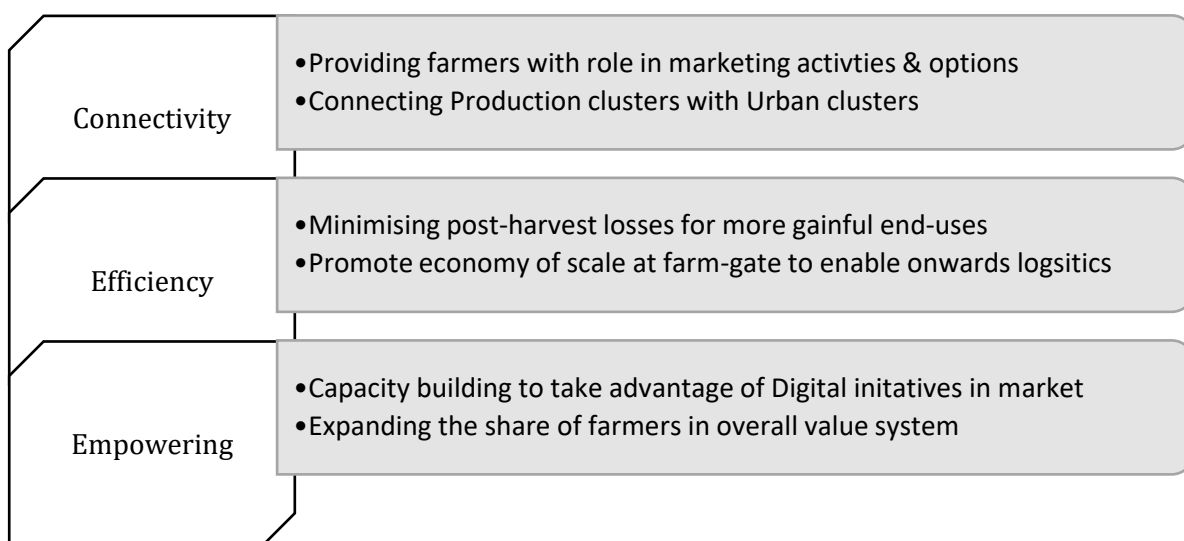 Connectivity
•Providing farmers with role in marketing activties & options
•Connecting Production clusters with Urban clusters
Efficiency
•Minimising post-harvest losses for more gainful end-uses
•Promote economy of scale at farm-gate to enable onwards logsitics
Empowering
•Capacity building to take advantage of Digital initatives in market
•Expanding the share of farmers in overall value system